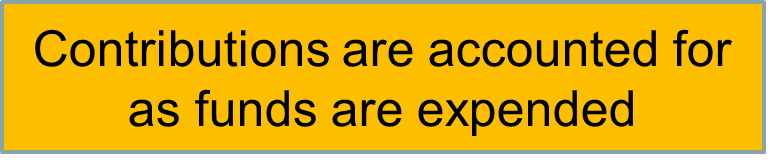 Contributions are accounted for
as funds are expended